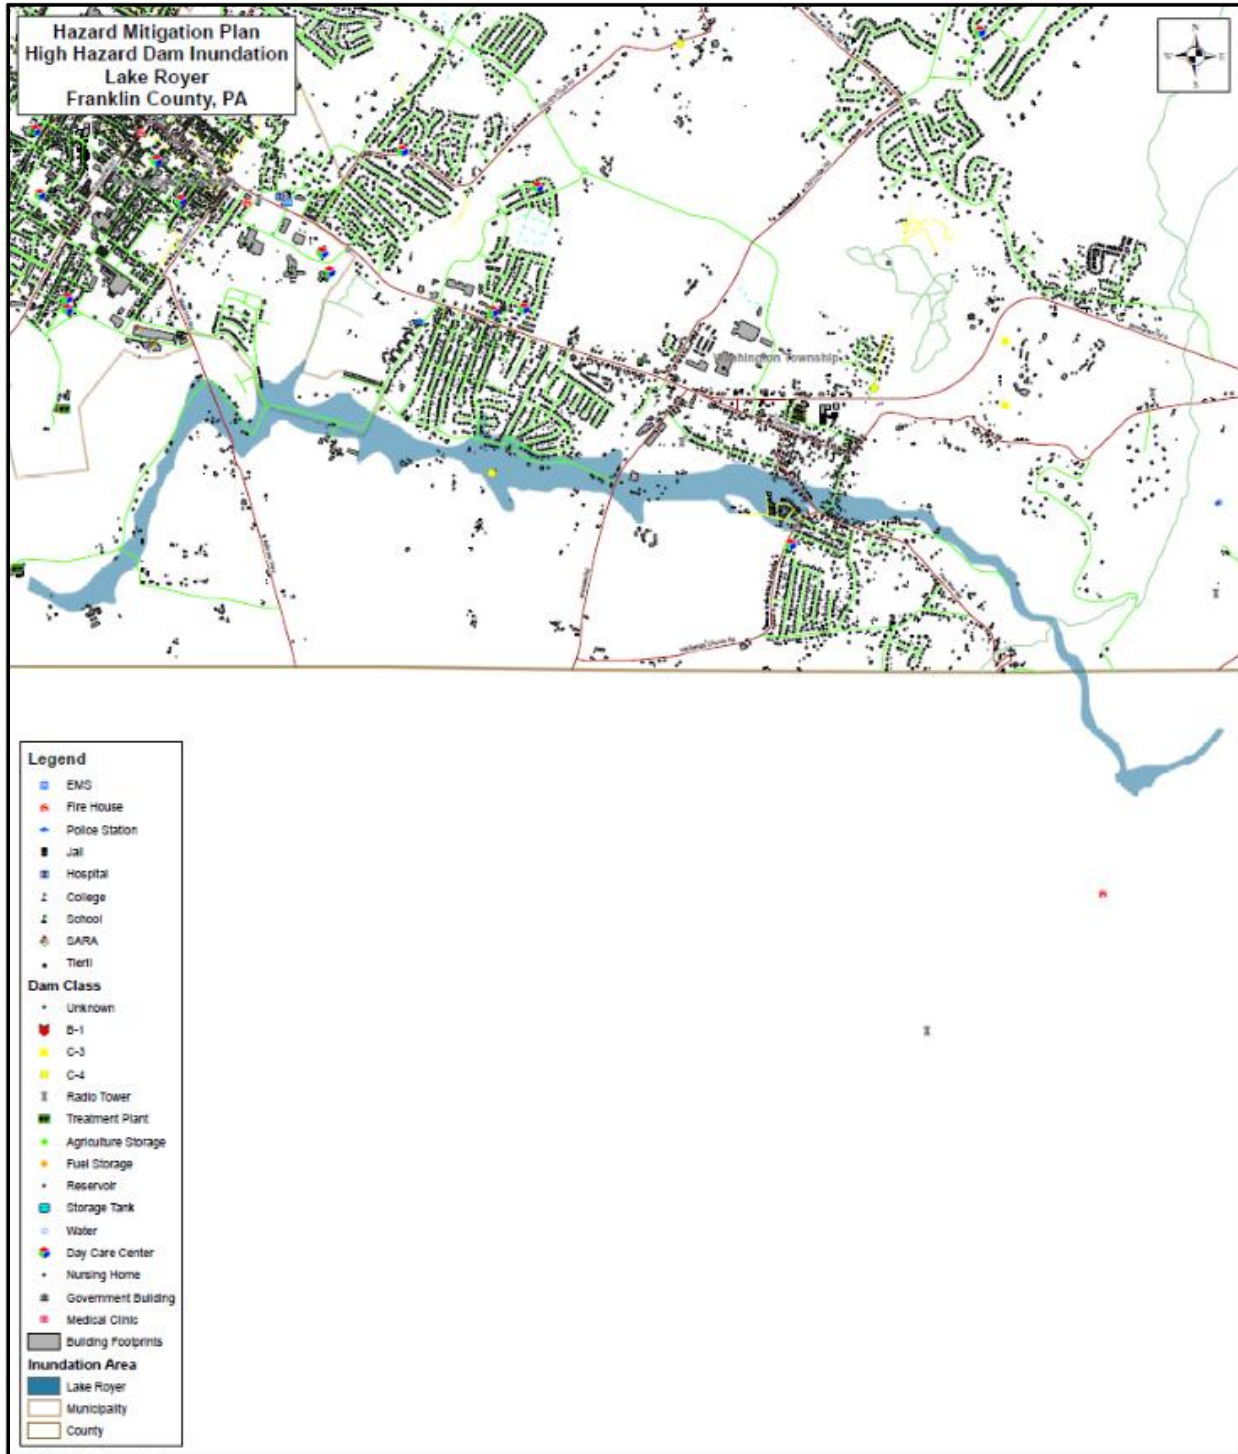 Hazard Mitigation Plan
High Hazard Dam Inundation
Lake Royer
Franklin County, PA
N
W
E
S
Washington Township
Legend
EMS
Fire House
Police Station
Jail
Hospital
College
School
SARA
TierII
Dam Class
Unknown
B-1
C-3
C-4
Radio Tower
Treatment Plant
Agriculture Storage
Fuel Storage
Reservoir
Storage Tank
Water
Day Care Center
Nursing Home
Government Building
Medical Clinic
Building Footprints
Inundation Area
Lake Royer
Municipality
County